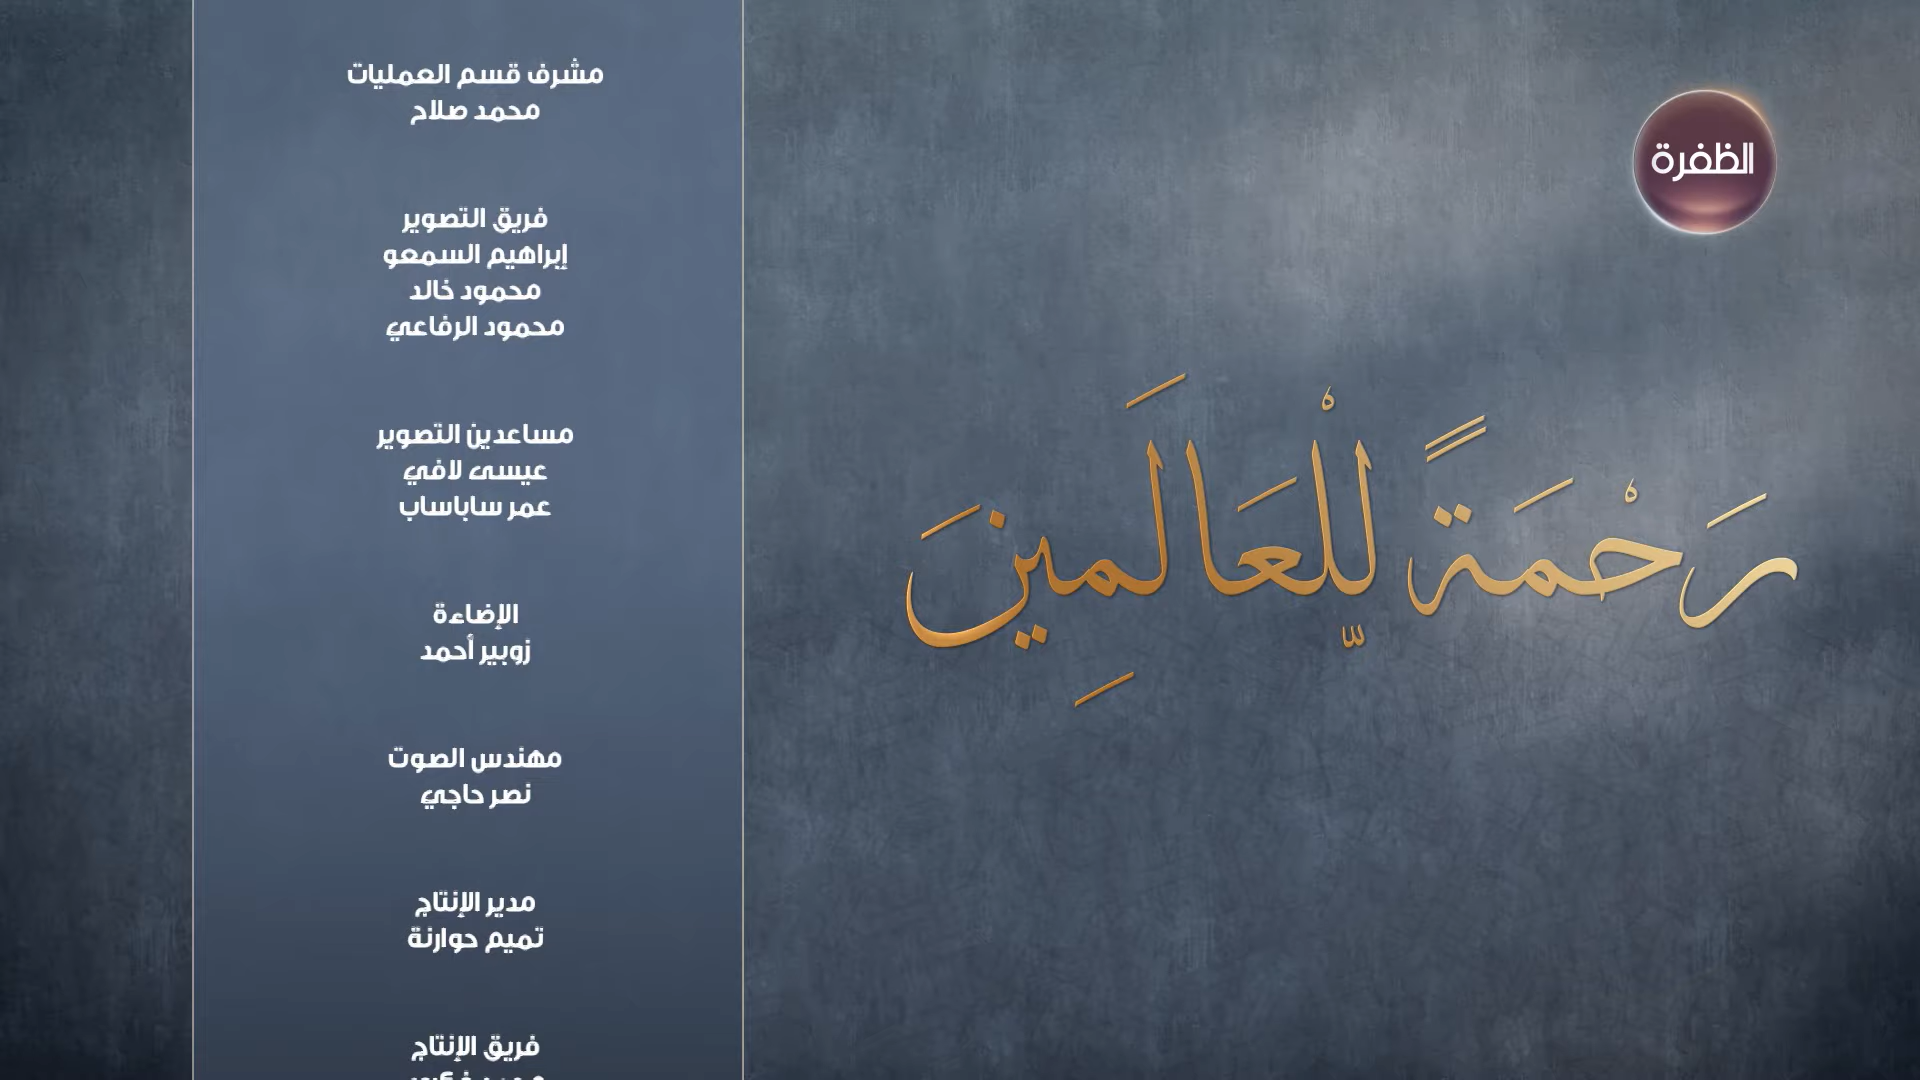 الظفرة
رَحْمَةً لِّلْعَالَمِينَ
مشرف قسم العمليات
محمد صلاح
فريق التصوير
إبراهيم السمعو
محمود خالد
محمود الرفاعي
مساعدين التصوير
عيسى لافي
عمر ساباساب
الإضاءة
زوبير أحمد
مهندس الصوت
نصر حاجي
مدير الإنتاج
تميم حوارنة
فريق الإنتاج